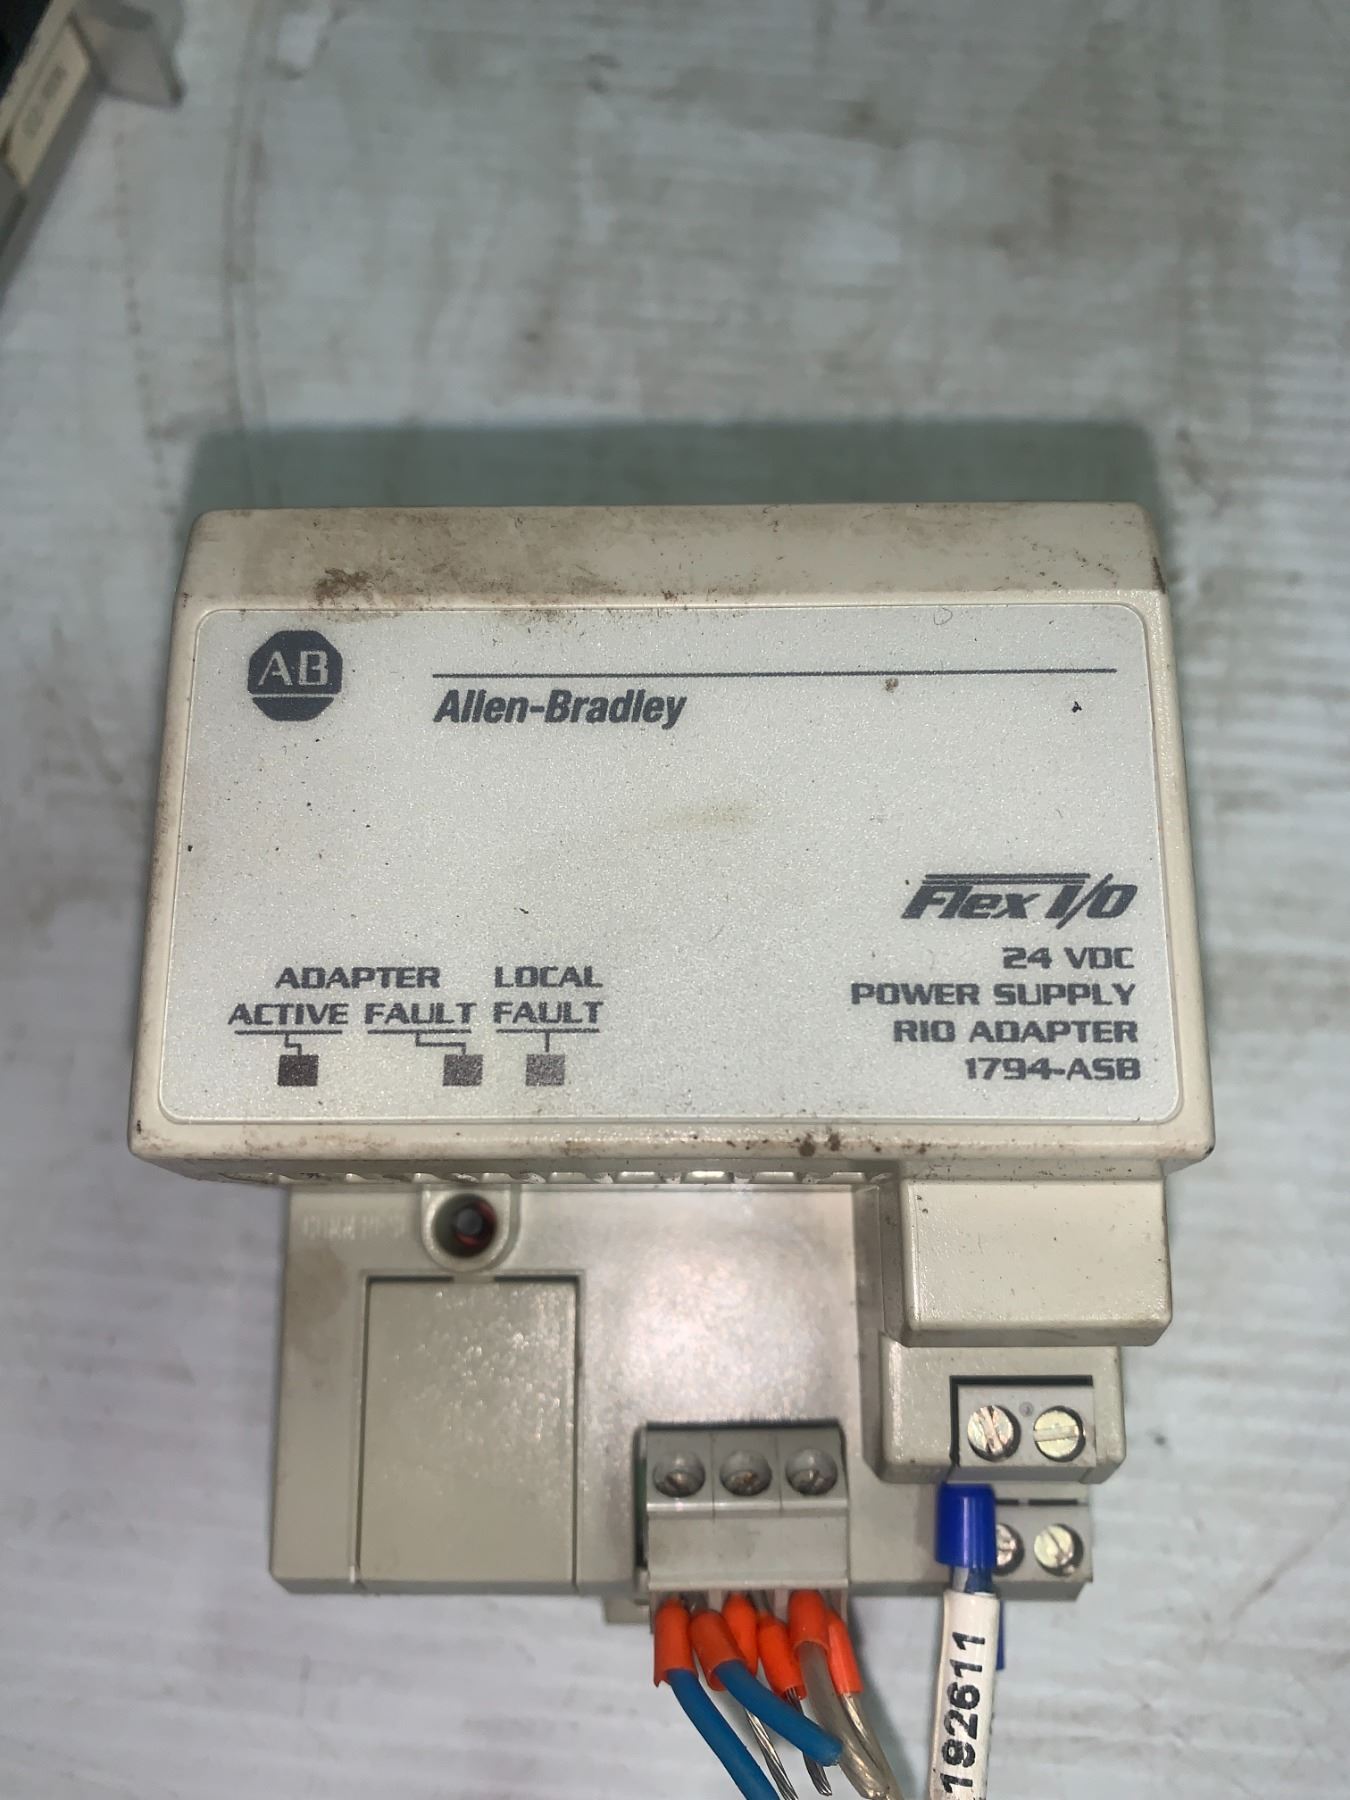 AB
Allen-Bradley
Flex I/O
24 VDC
POWER SUPPLY
RIO ADAPTER
1794-ASB
ADAPTER LOCAL
ACTIVE FAULT FAULT
192611